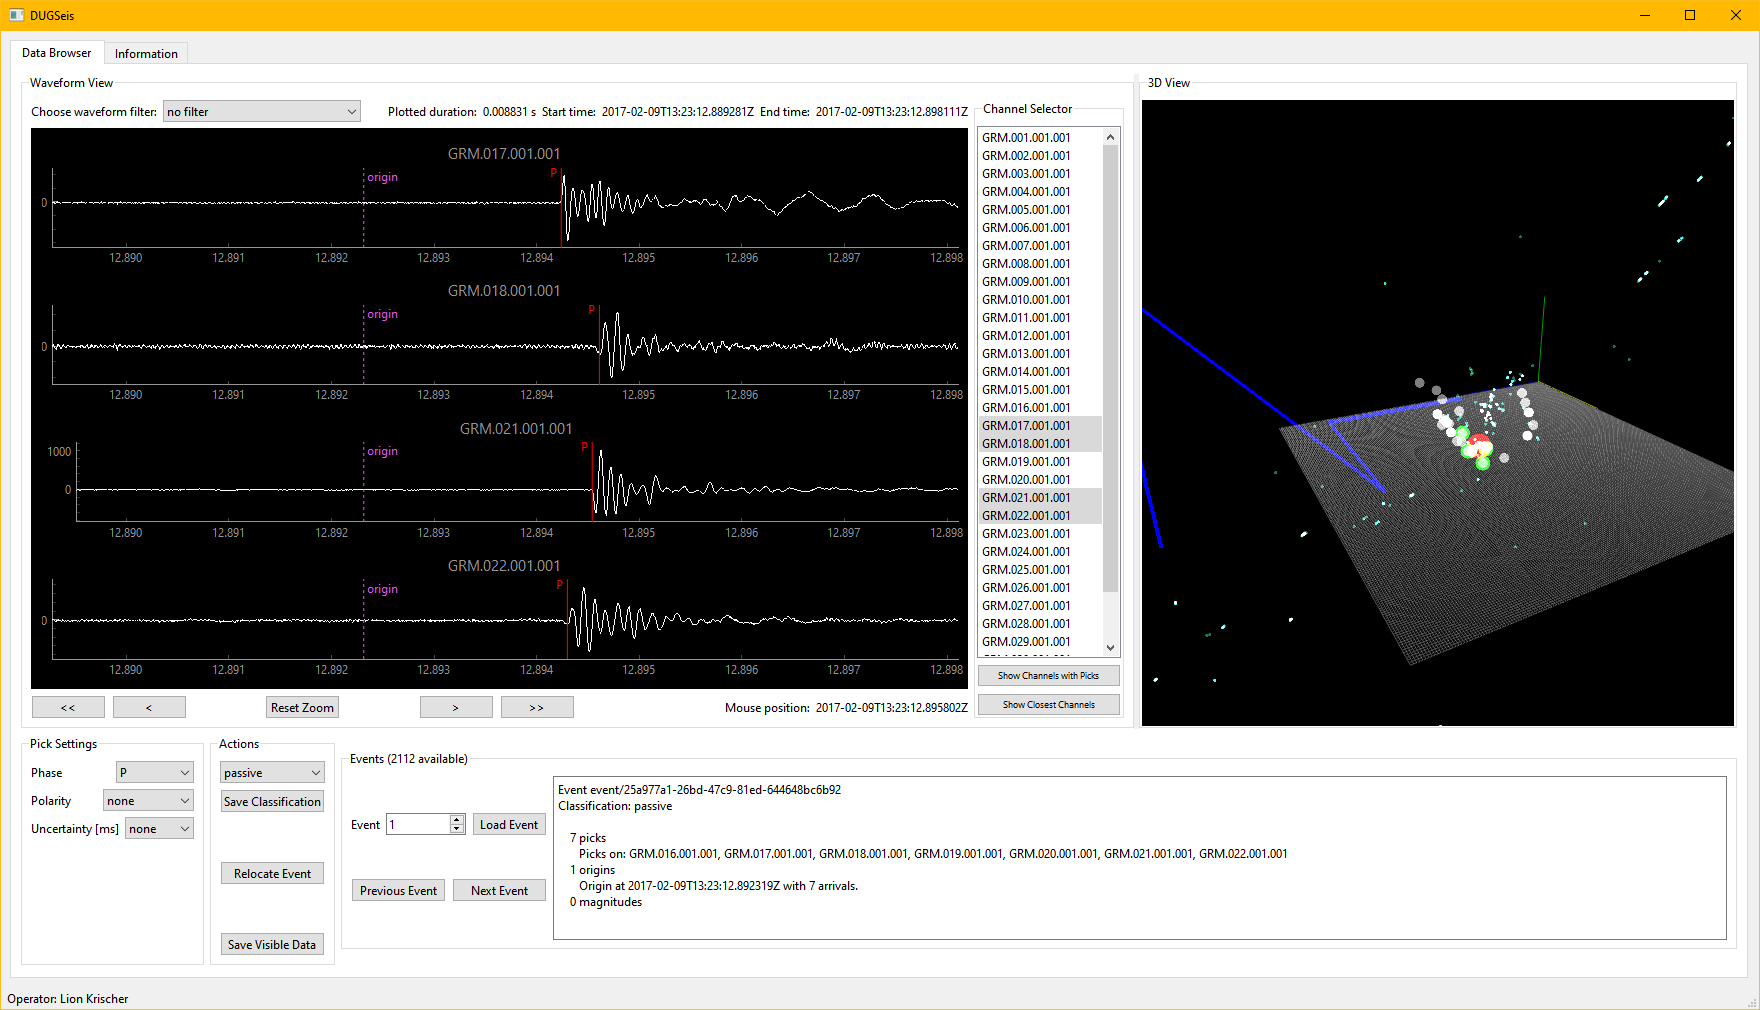 DUGSeis
Data Browser
Information
Waveform View
Choose waveform filter: no filter
Plotted duration: 0.008831 s Start time: 2017-02-09T13:23:12.889281Z End time: 2017-02-09T13:23:12.898111Z
GRM.017.001.001
origin
P
0
12.890 12.891 12.892 12.893 12.894 12.895 12.896 12.897 12.898
GRM.018.001.001
origin
P
0
12.890 12.891 12.892 12.893 12.894 12.895 12.896 12.897 12.898
GRM.021.001.001
origin
P
1000
0
12.890 12.891 12.892 12.893 12.894 12.895 12.896 12.897 12.898
GRM.022.001.001
origin
P
0
12.890 12.891 12.892 12.893 12.894 12.895 12.896 12.897 12.898
<< < Reset Zoom > >>
Mouse position: 2017-02-09T13:23:12.895802Z
Channel Selector
GRM.001.001.001
GRM.002.001.001
GRM.003.001.001
GRM.004.001.001
GRM.005.001.001
GRM.006.001.001
GRM.007.001.001
GRM.008.001.001
GRM.009.001.001
GRM.010.001.001
GRM.011.001.001
GRM.012.001.001
GRM.013.001.001
GRM.014.001.001
GRM.015.001.001
GRM.016.001.001
GRM.017.001.001
GRM.018.001.001
GRM.019.001.001
GRM.020.001.001
GRM.021.001.001
GRM.022.001.001
GRM.023.001.001
GRM.024.001.001
GRM.025.001.001
GRM.026.001.001
GRM.027.001.001
GRM.028.001.001
GRM.029.001.001
Show Channels with Picks
Show Closest Channels
3D View
Pick Settings
Phase P
Polarity none
Uncertainty [ms] none
Actions
passive
Save Classification
Relocate Event
Save Visible Data
Events (2112 available)
Event 1 Load Event
Previous Event Next Event
Event event/25a977a1-26bd-47c9-81ed-644648bc6b92
Classification: passive
7 picks
Picks on: GRM.016.001.001, GRM.017.001.001, GRM.018.001.001, GRM.019.001.001, GRM.020.001.001, GRM.021.001.001, GRM.022.001.001
1 origins
Origin at 2017-02-09T13:23:12.892319Z with 7 arrivals.
0 magnitudes
Operator: Lion Krischer